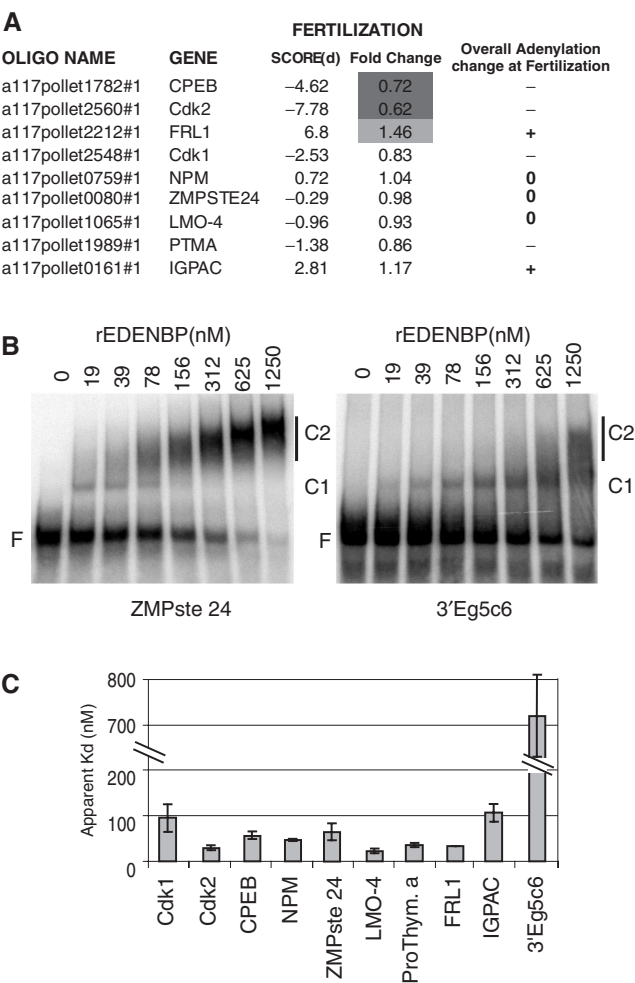 A
FERTILIZATION
OLIGO NAME GENE SCORE(d) Fold Change Overall Adenylation change at Fertilization
a117pollet1782#1 CPEB –4.62 0.72 –
a117pollet2560#1 Cdk2 –7.78 0.62 –
a117pollet2212#1 FRL1 6.8 1.46 +
a117pollet2548#1 Cdk1 –2.53 0.83 –
a117pollet0759#1 NPM 0.72 1.04 0
a117pollet0080#1 ZMPSTE24 –0.29 0.98 0
a117pollet1065#1 LMO-4 –0.96 0.93 0
a117pollet1989#1 PTMA –1.38 0.86 –
a117pollet0161#1 IGPAC 2.81 1.17 +
B
rEDENBP(nM) rEDENBP(nM)
0 19 39 78 156 312 625 1250 0 19 39 78 156 312 625 1250
C2 C2
C1 C1
F F
ZMPste 24 3′Eg5c6
C
Apparent Kd (nM)
800
700
200
100
0
Cdk1 Cdk2 CPEB NPM ZMPste 24 LMO-4 ProThym. a FRL1 IGPAC 3'Eg5c6